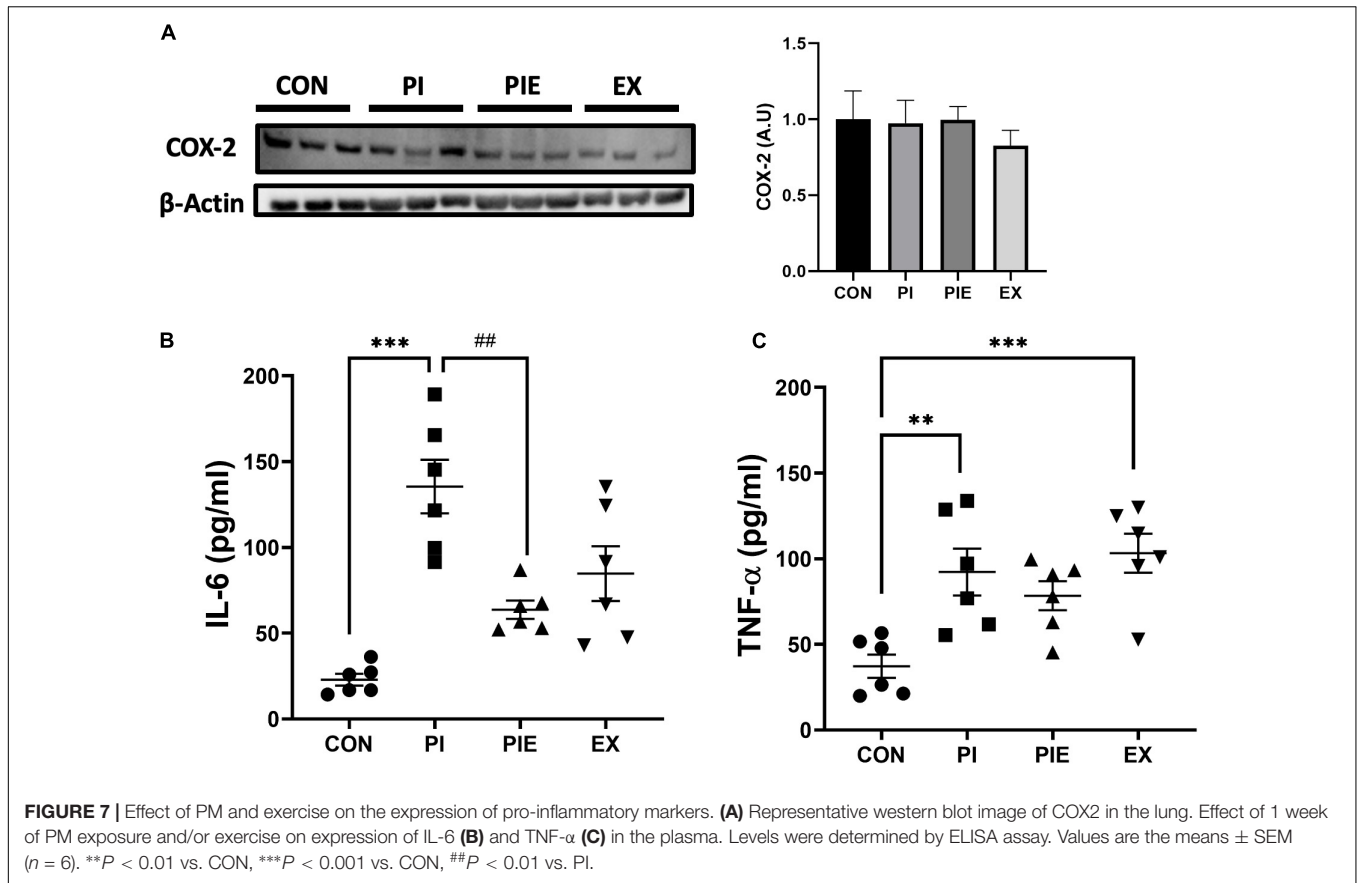 A
CON PI PIE EX
COX-2
β-Actin
1.5
1.0
0.5
0.0
COX-2 (A.U)
CON PI PIE EX
B
*** ##
200
150
100
50
0
IL-6 (pg/ml)
CON PI PIE EX
C
***
**
200
150
100
50
0
TNF-α (pg/ml)
CON PI PIE EX
FIGURE 7 | Effect of PM and exercise on the expression of pro-inflammatory markers. (A) Representative western blot image of COX2 in the lung. Effect of 1 week
of PM exposure and/or exercise on expression of IL-6 (B) and TNF-α (C) in the plasma. Levels were determined by ELISA assay. Values are the means ± SEM
(n = 6). **P < 0.01 vs. CON, ***P < 0.001 vs. CON, ##P < 0.01 vs. PI.